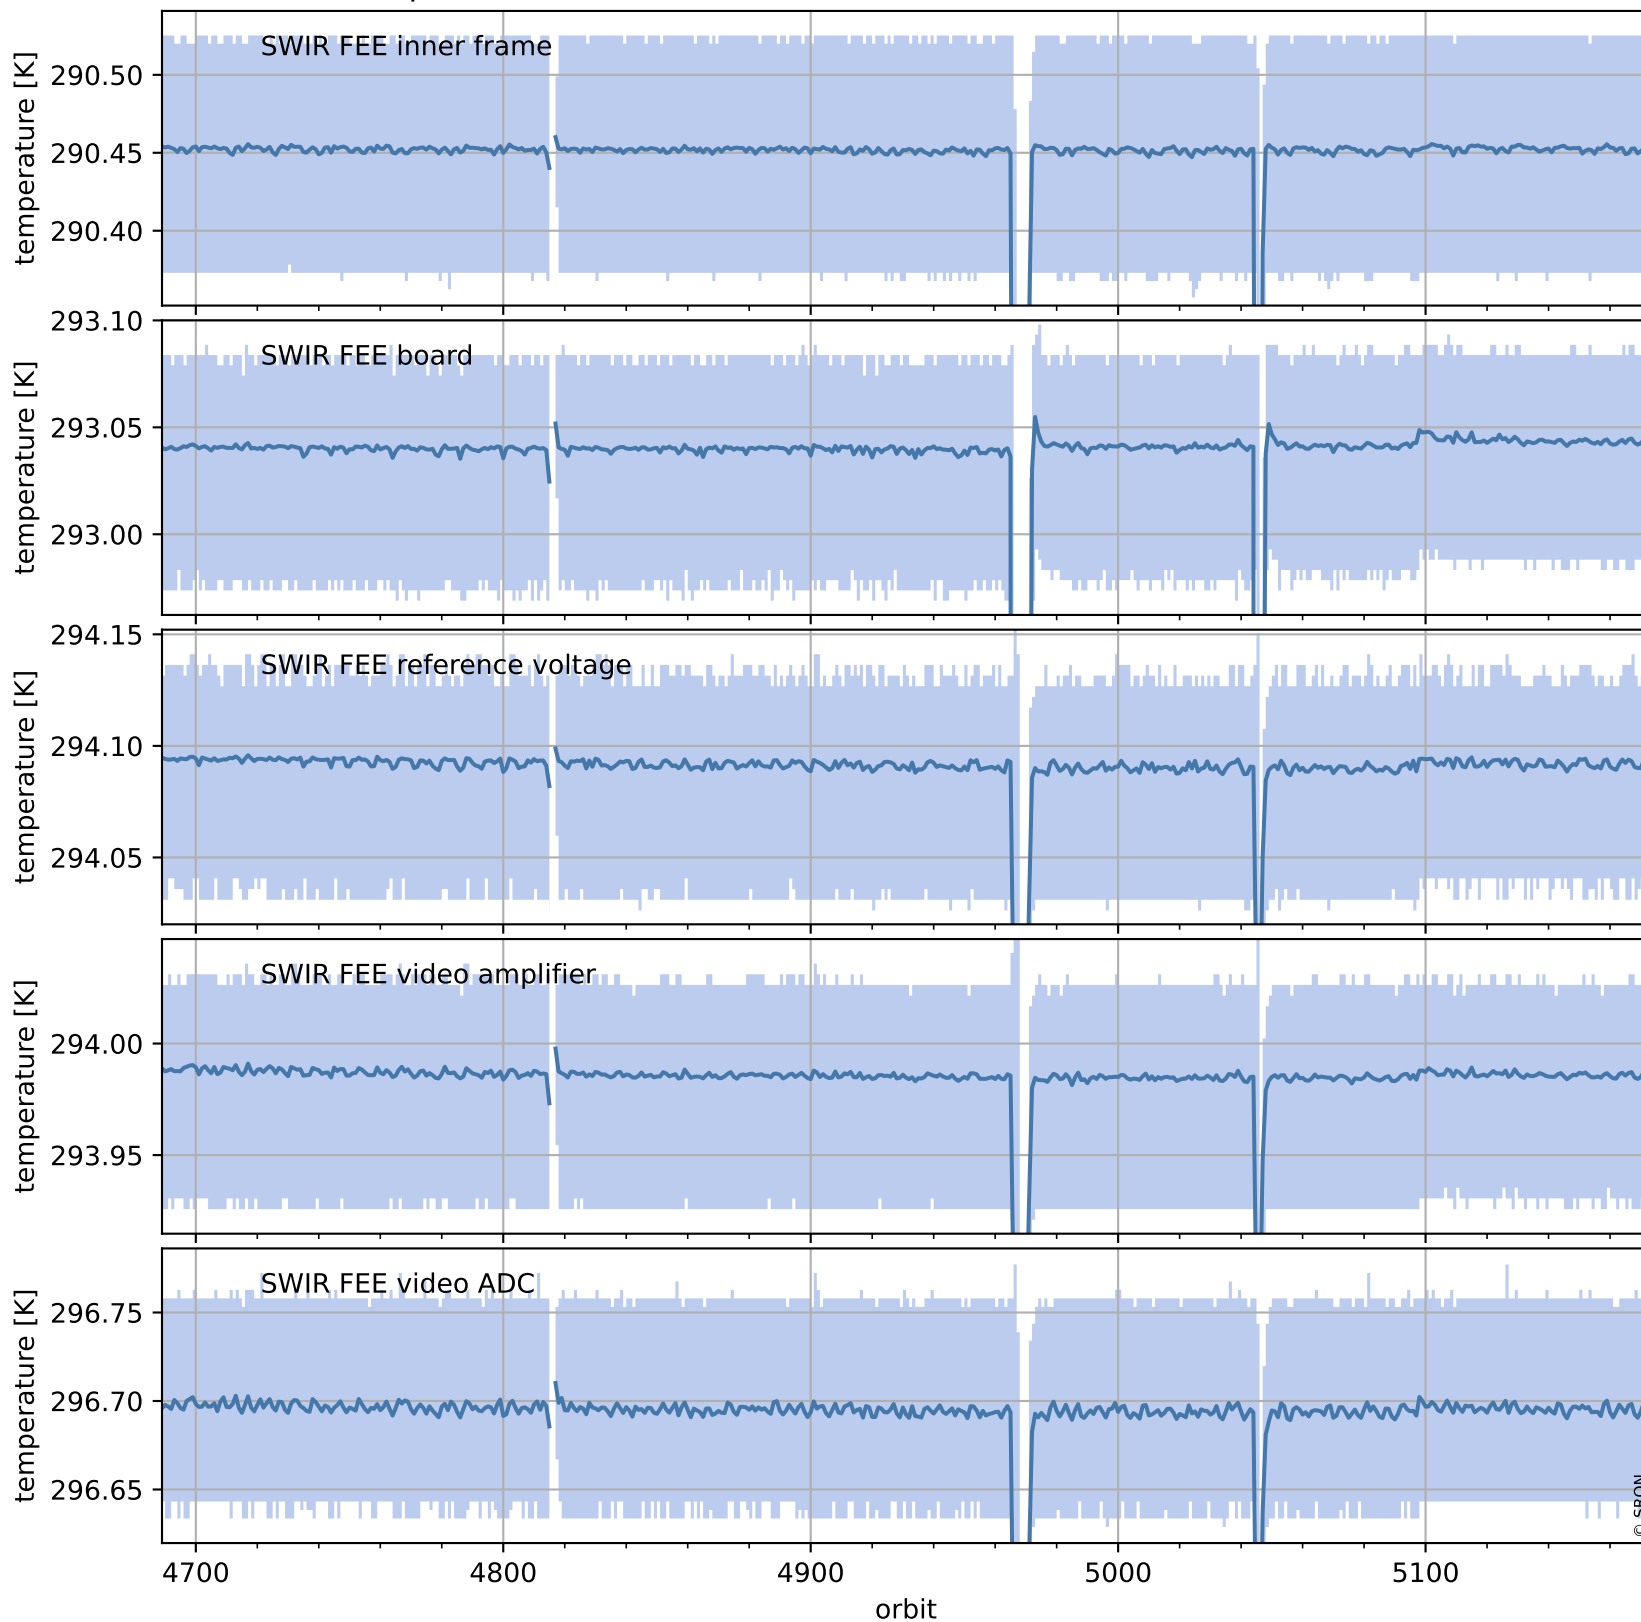 SWIR FEE inner frame
temperature [K]
290.50
290.45
290.40
SWIR FEE board
temperature [K]
293.10
293.05
293.00
SWIR FEE reference voltage
temperature [K]
294.15
294.10
294.05
SWIR FEE video amplifier
temperature [K]
294.00
293.95
SWIR FEE video ADC
temperature [K]
296.75
296.70
296.65
© SRON
4700 4800 4900 5000 5100
orbit